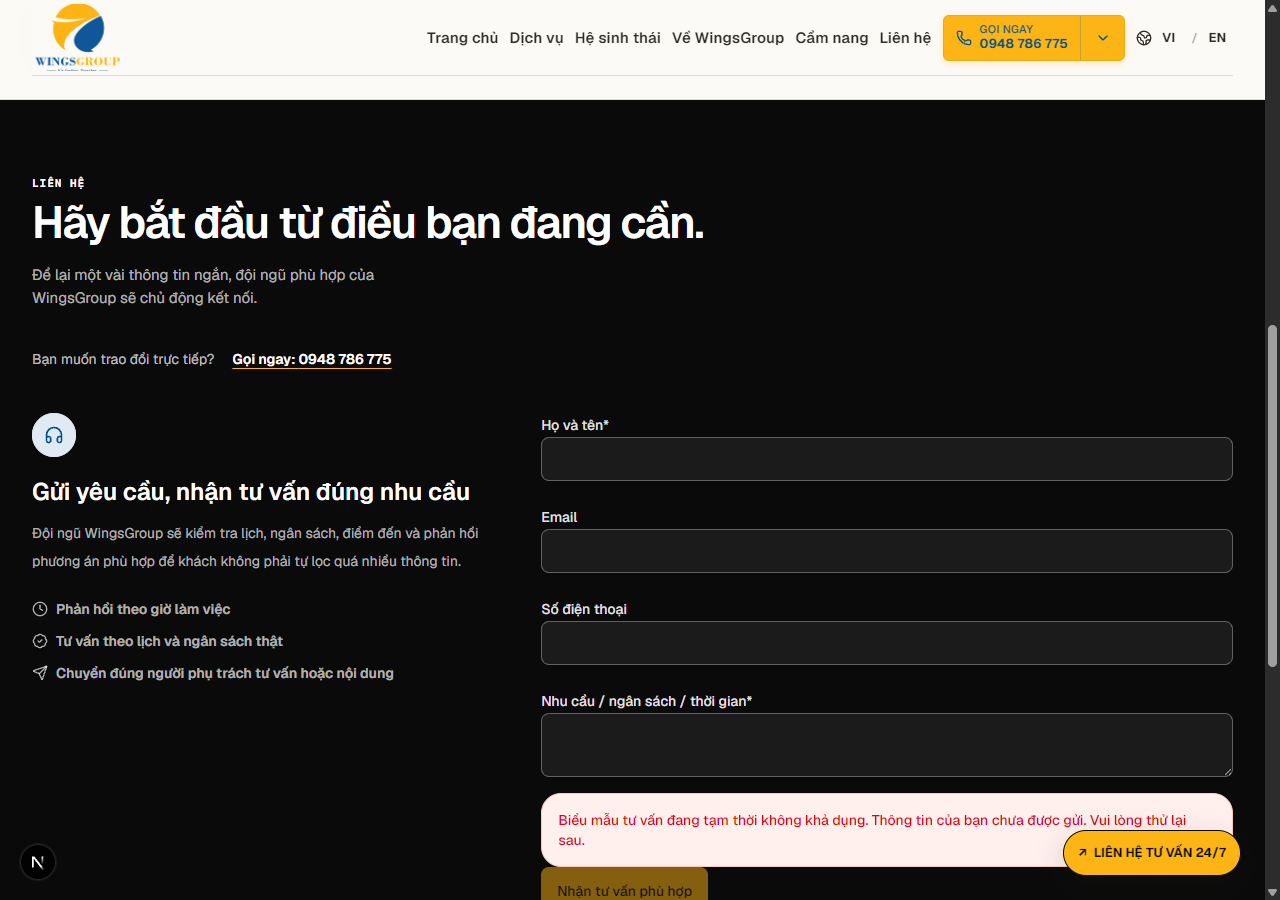 WINGSGROUP
Trang chủ Dịch vụ Hệ sinh thái Về WingsGroup Cẩm nang Liên hệ
GỌI NGAY
0948 786 775
VI / EN
LIÊN HỆ
Hãy bắt đầu từ điều bạn đang cần.
Để lại một vài thông tin ngắn, đội ngũ phù hợp của
WingsGroup sẽ chủ động kết nối.
Bạn muốn trao đổi trực tiếp? Gọi ngay: 0948 786 775
Gửi yêu cầu, nhận tư vấn đúng nhu cầu
Đội ngũ WingsGroup sẽ kiểm tra lịch, ngân sách, điểm đến và phản hồi
phương án phù hợp để khách không phải tự lọc quá nhiều thông tin.
Phản hồi theo giờ làm việc
Tư vấn theo lịch và ngân sách thật
Chuyển đúng người phụ trách tư vấn hoặc nội dung
Họ và tên*
Email
Số điện thoại
Nhu cầu / ngân sách / thời gian*
Biểu mẫu tư vấn đang tạm thời không khả dụng. Thông tin của bạn chưa được gửi. Vui lòng thử lại
sau.
Nhận tư vấn phù hợp
LIÊN HỆ TƯ VẤN 24/7
N